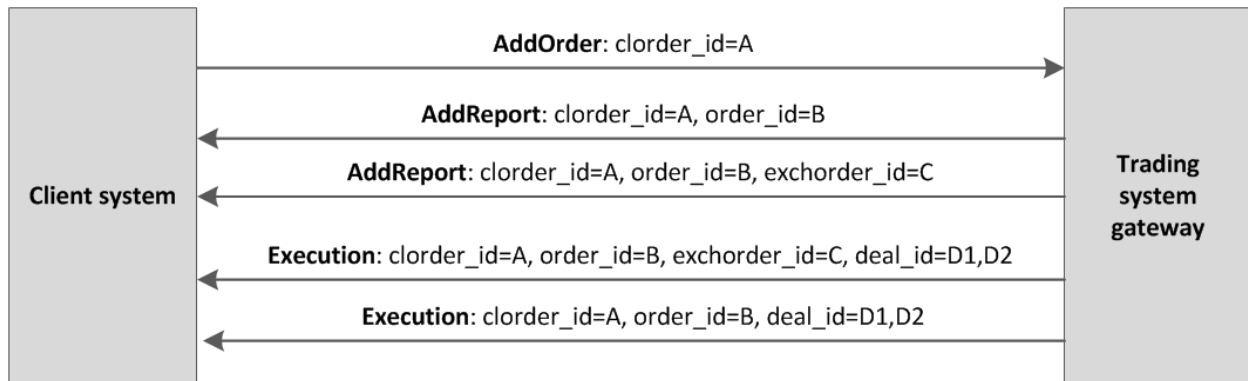 AddOrder: clorder_id=A
AddReport: clorder_id=A, order_id=B
AddReport: clorder_id=A, order_id=B, exchorder_id=C
Client system
Trading
system
gateway
Execution: clorder_id=A, order_id=B, exchorder_id=C, deal_id=D1,D2
Execution: clorder_id=A, order_id=B, deal_id=D1,D2